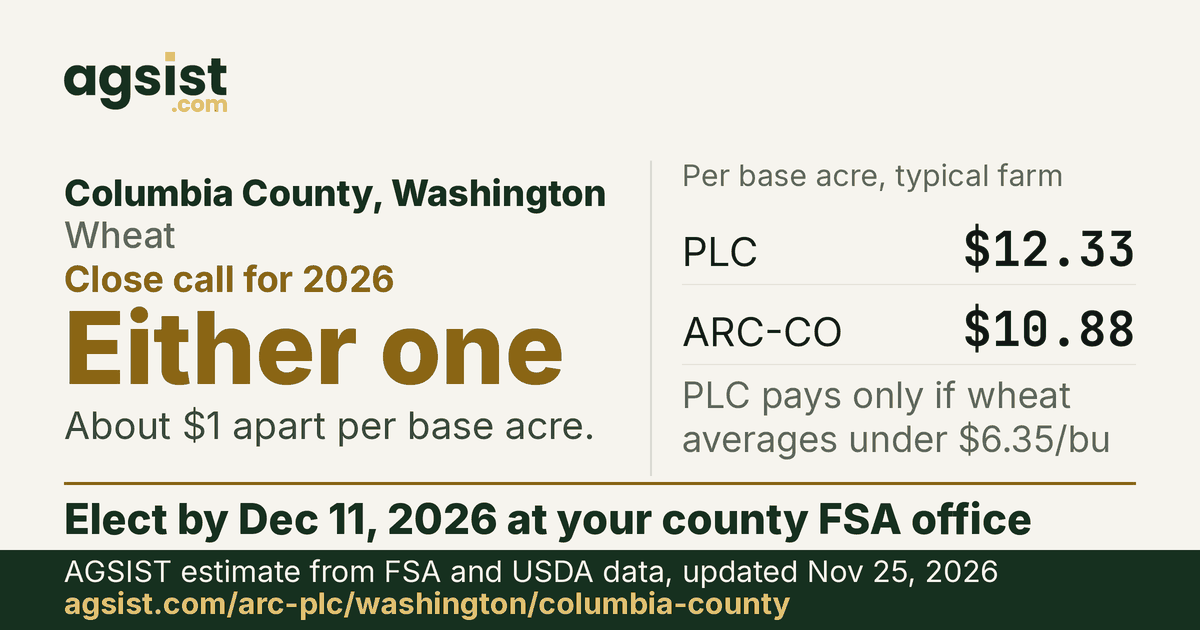 agsist
.com
Columbia County, Washington
Wheat
Close call for 2026
Either one
About $1 apart per base acre.
Per base acre, typical farm
PLC $12.33
ARC-CO $10.88
PLC pays only if wheat
averages under $6.35/bu
Elect by Dec 11, 2026 at your county FSA office
AGSIST estimate from FSA and USDA data, updated Nov 25, 2026
agsist.com/arc-plc/washington/columbia-county